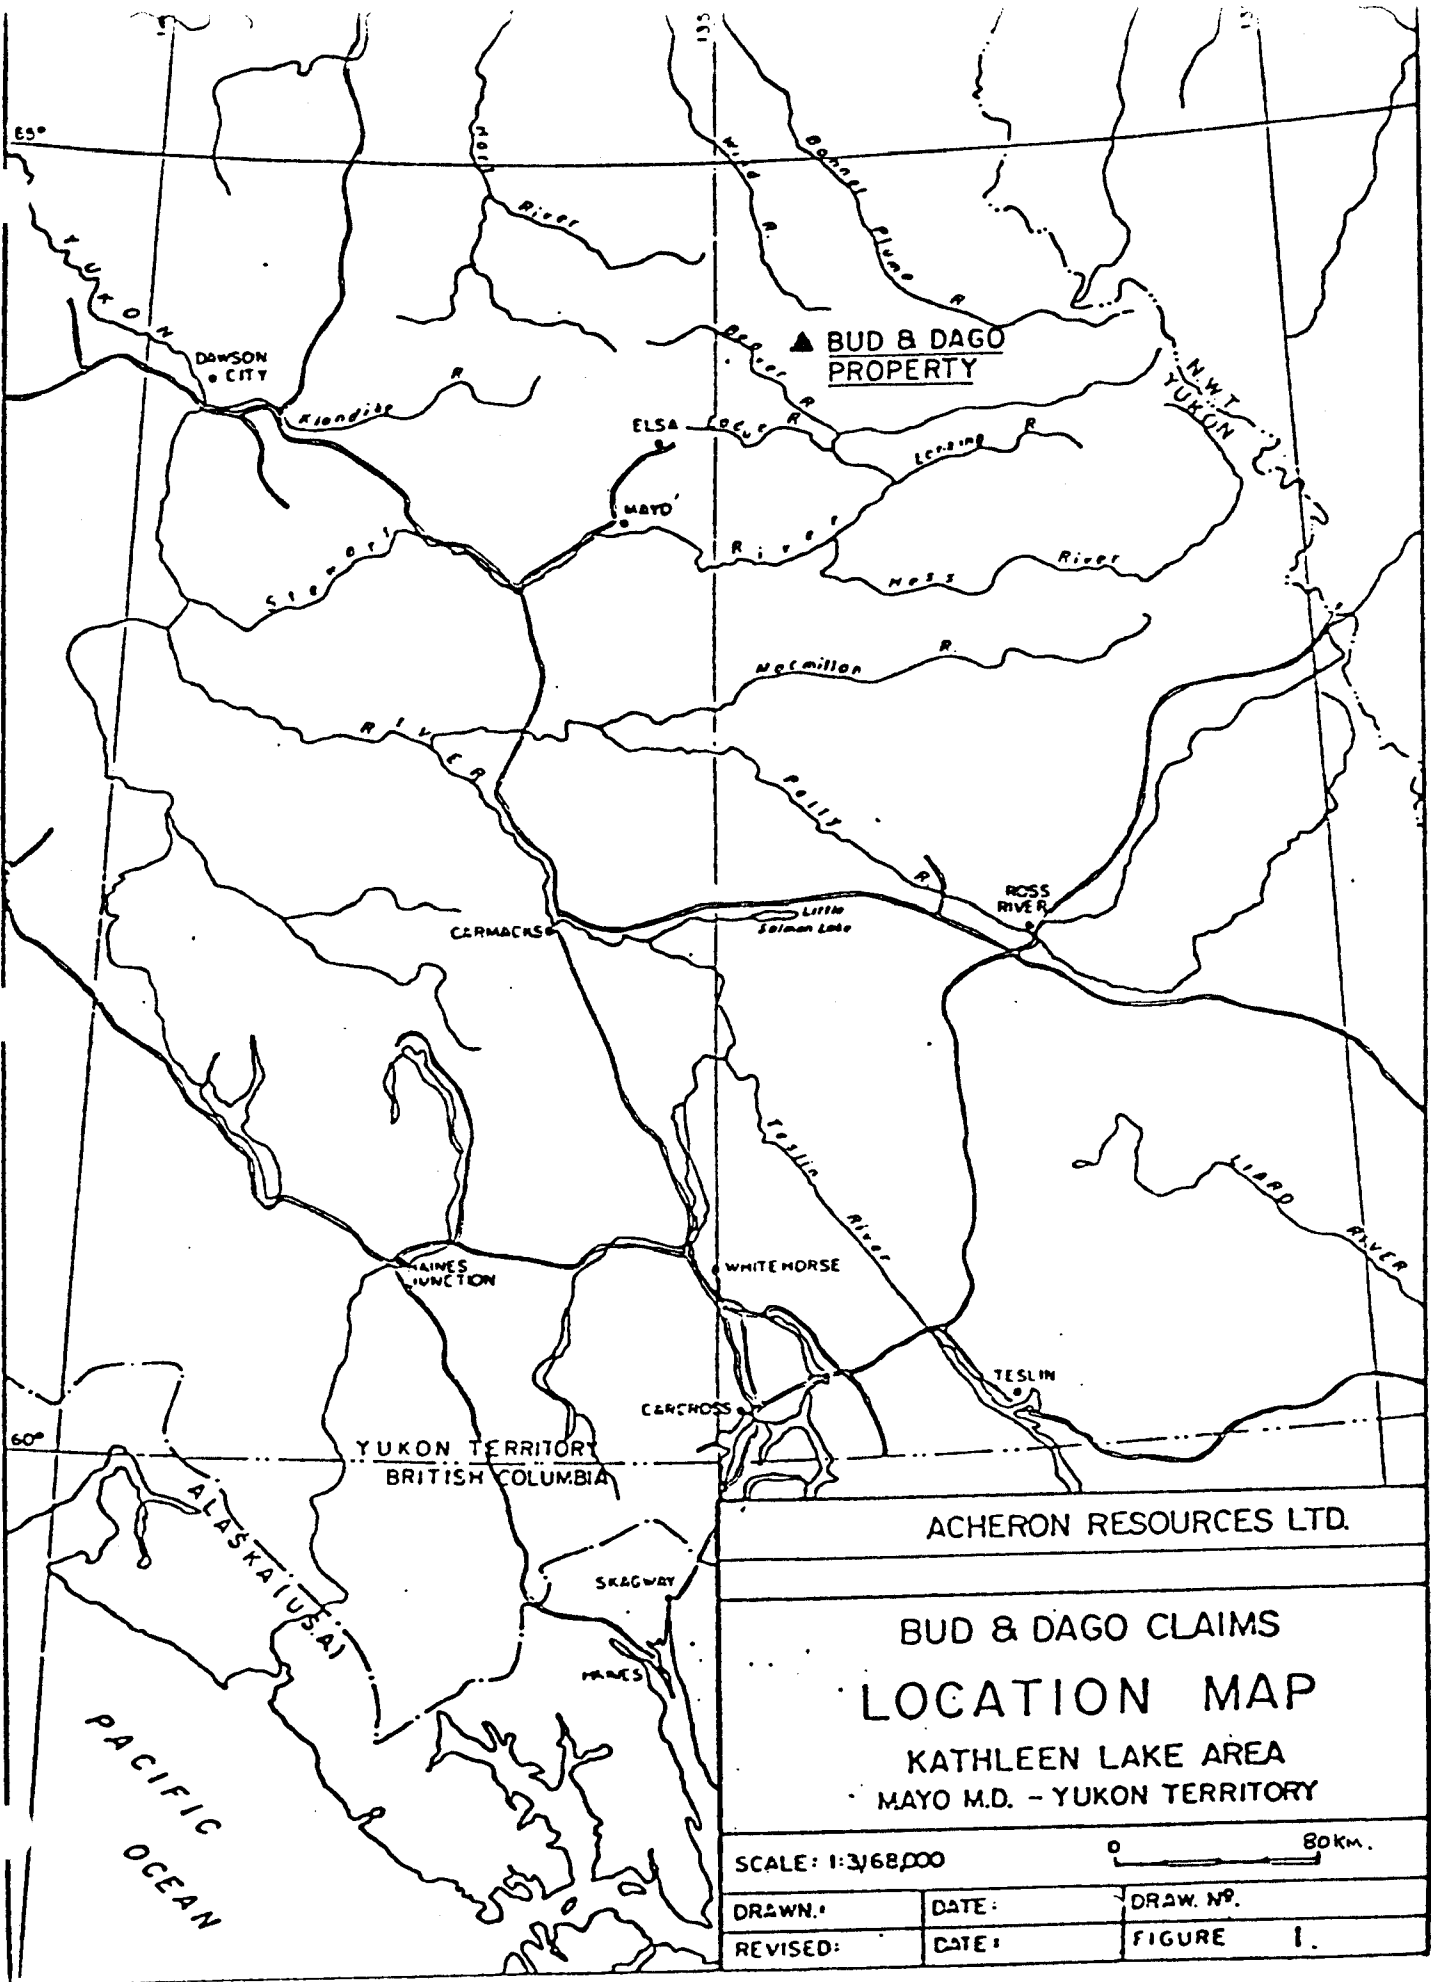 135
65°
Wind
R.
Bonnet
Plume
R
River
YUKON
BUD & DAGO
PROPERTY
Beaver
R
DAWSON
CITY
Klondike
R
N.W.T
YUKON
ELSA
R
R
MAYO
River
Stewart
Hess
River
Macmillan
R.
RIVER
Pelly
R.
ROSS
RIVER
Little
Salmon Lake
CARMACKS
Teslin
River
LIARD
RIVER
HAINES
JUNCTION
WHITEHORSE
TESLIN
CARCROSS
60°
YUKON TERRITORY
BRITISH COLUMBIA
ALASKA (U.S.A)
SKAGWAY
HAINES
PACIFIC
OCEAN
ACHERON RESOURCES LTD.
BUD & DAGO CLAIMS
LOCATION MAP
KATHLEEN LAKE AREA
MAYO M.D. - YUKON TERRITORY
SCALE: 1:3,168,000
0 80 KM.
DRAWN.:
DATE:
DRAW. Nº.
REVISED:
DATE:
FIGURE 1.